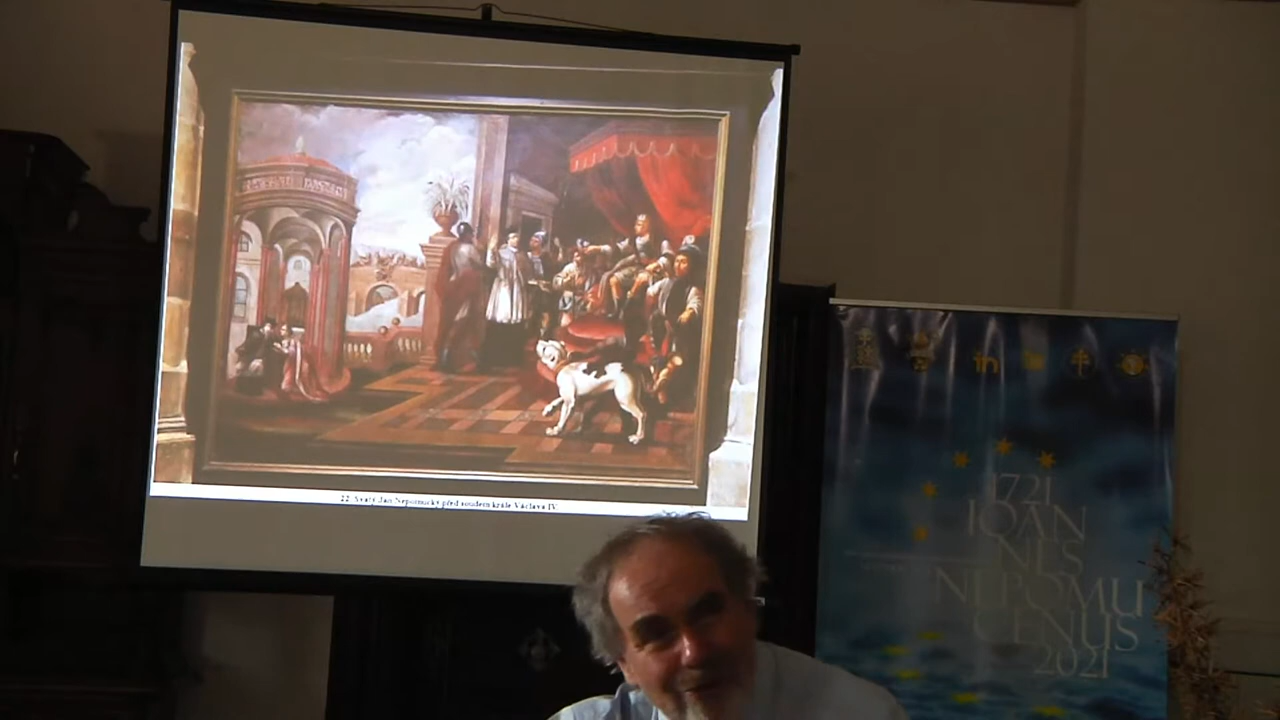 22. Svatý Jan Nepomucký před soudem krále Václava IV.
1721
IOAN
NES
NEPOMU
CENUS
2021